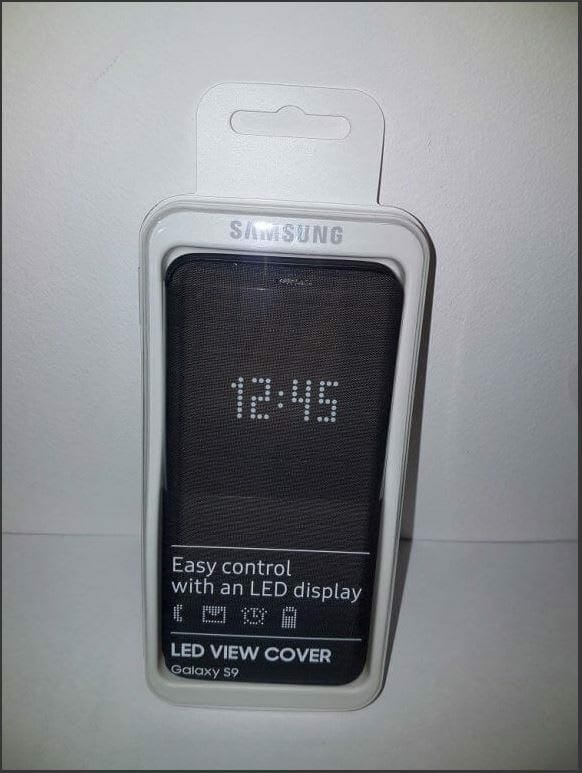 SAMSUNG
12:45
Easy control
with an LED display
LED VIEW COVER
Galaxy S9